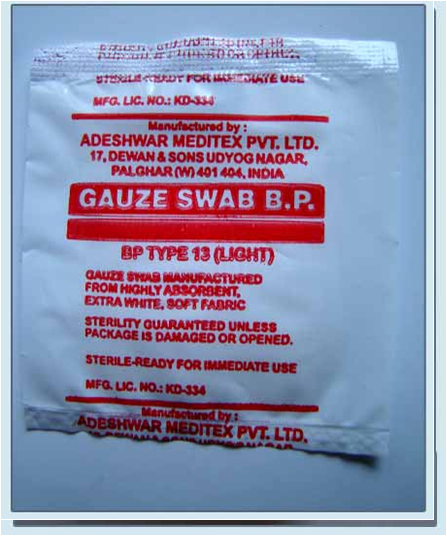 STERILE-READY FOR IMMEDIATE USE
MFG. LIC. NO.: KD-334
Manufactured by :
ADESHWAR MEDITEX PVT. LTD.
17, DEWAN & SONS UDYOG NAGAR,
PALGHAR (W) 401 404, INDIA
GAUZE SWAB B.P.
BP TYPE 13 (LIGHT)
GAUZE SWAB MANUFACTURED
FROM HIGHLY ABSORBENT,
EXTRA WHITE, SOFT FABRIC
STERILITY GUARANTEED UNLESS
PACKAGE IS DAMAGED OR OPENED.
STERILE-READY FOR IMMEDIATE USE
MFG. LIC. NO.: KD-334
Manufactured by :
ADESHWAR MEDITEX PVT. LTD.